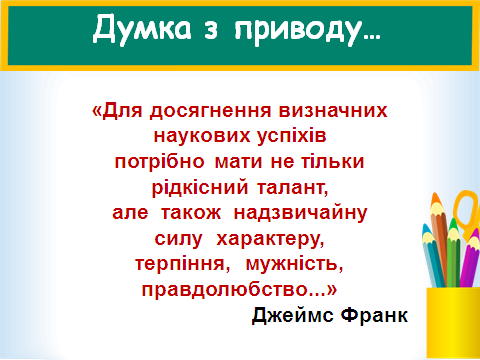 Думка з приводу…
«Для досягнення визначних
наукових успіхів
потрібно мати не тільки
рідкісний талант,
але також надзвичайну
силу характеру,
терпіння, мужність,
правдолюбство...»
Джеймс Франк